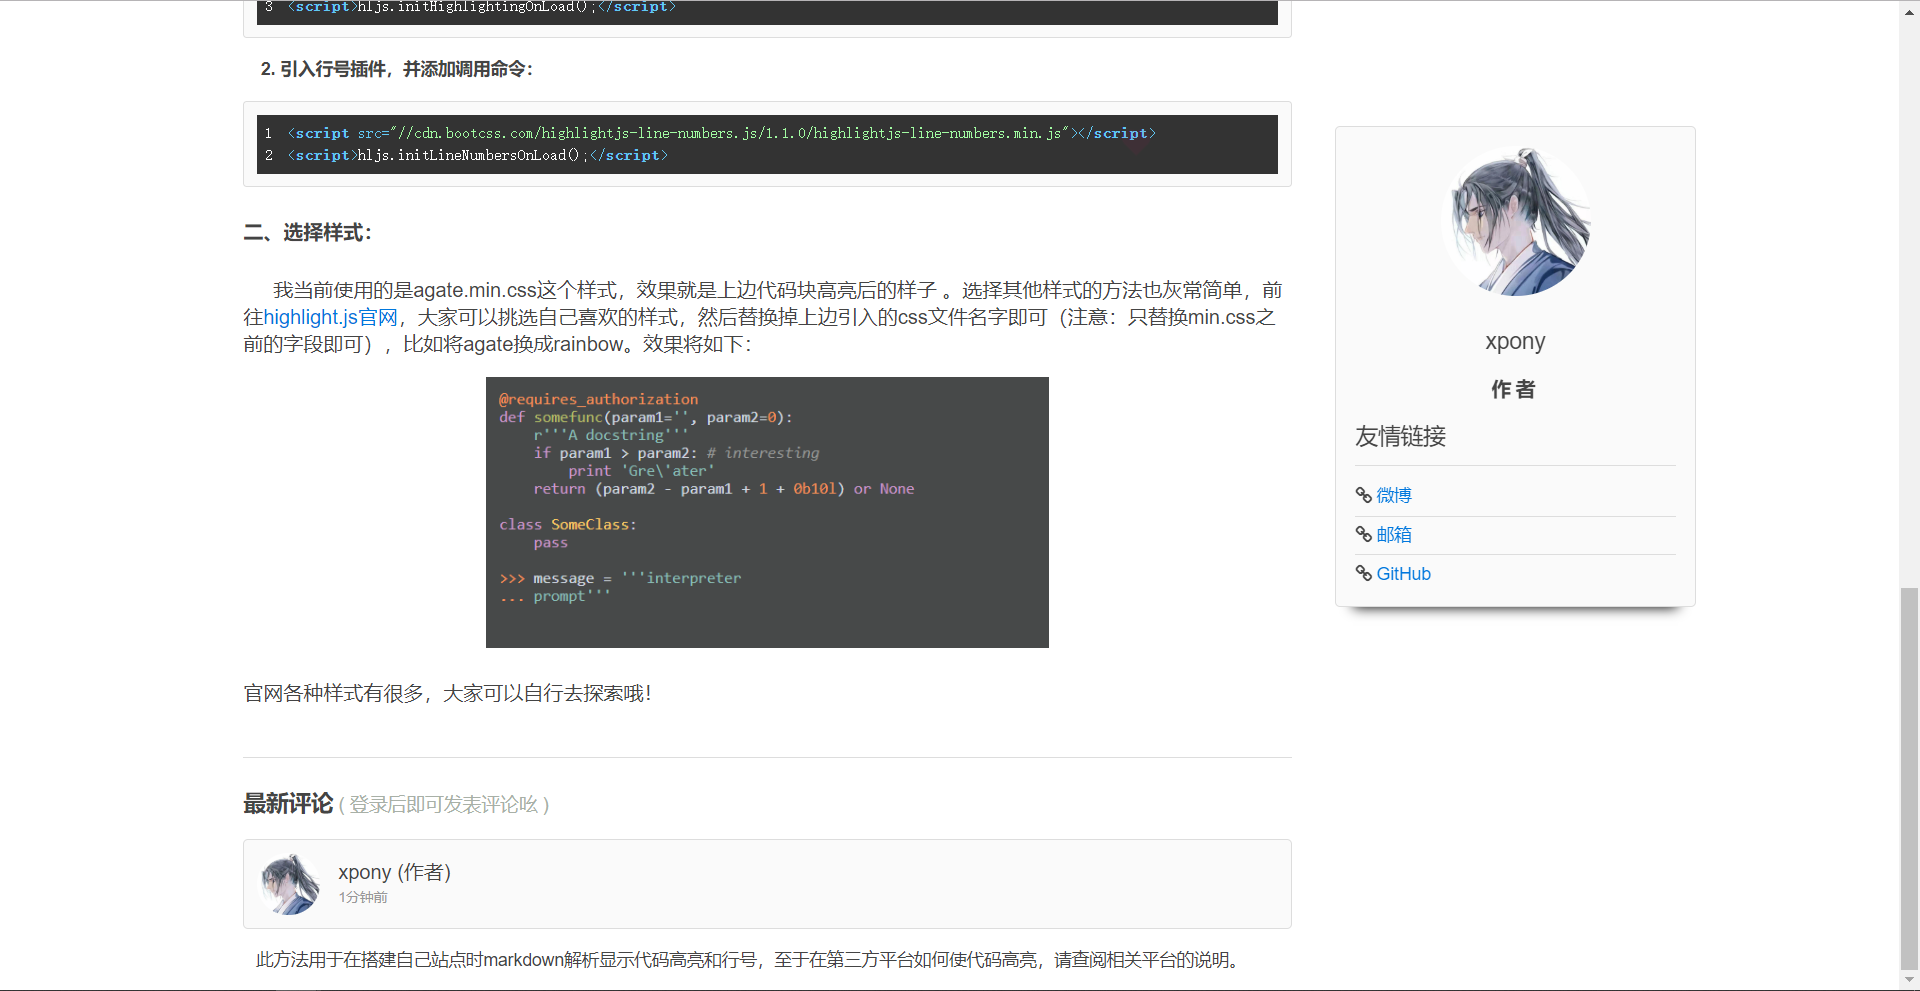 3 <script>hljs.initHighlightingOnLoad();</script>
2. 引入行号插件，并添加调用命令：
1 <script src="//cdn.bootcss.com/highlightjs-line-numbers.js/1.1.0/highlightjs-line-numbers.min.js"></script>
2 <script>hljs.initLineNumbersOnLoad();</script>
二、选择样式：
我当前使用的是agate.min.css这个样式，效果就是上边代码块高亮后的样子 。选择其他样式的方法也灰常简单，前
往highlight.js官网，大家可以挑选自己喜欢的样式，然后替换掉上边引入的css文件名字即可（注意：只替换min.css之
前的字段即可），比如将agate换成rainbow。效果将如下：
@requires_authorization
def somefunc(param1='', param2=0):
    r'''A docstring'''
    if param1 > param2: # interesting
        print 'Gre\'ater'
    return (param2 - param1 + 1 + 0b10l) or None
class SomeClass:
    pass
>>> message = '''interpreter
... prompt'''
官网各种样式有很多，大家可以自行去探索哦！
最新评论 ( 登录后即可发表评论吆 )
xpony (作者)
1分钟前
此方法用于在搭建自己站点时markdown解析显示代码高亮和行号，至于在第三方平台如何使代码高亮，请查阅相关平台的说明。
xpony
作 者
友情链接
微博
邮箱
GitHub